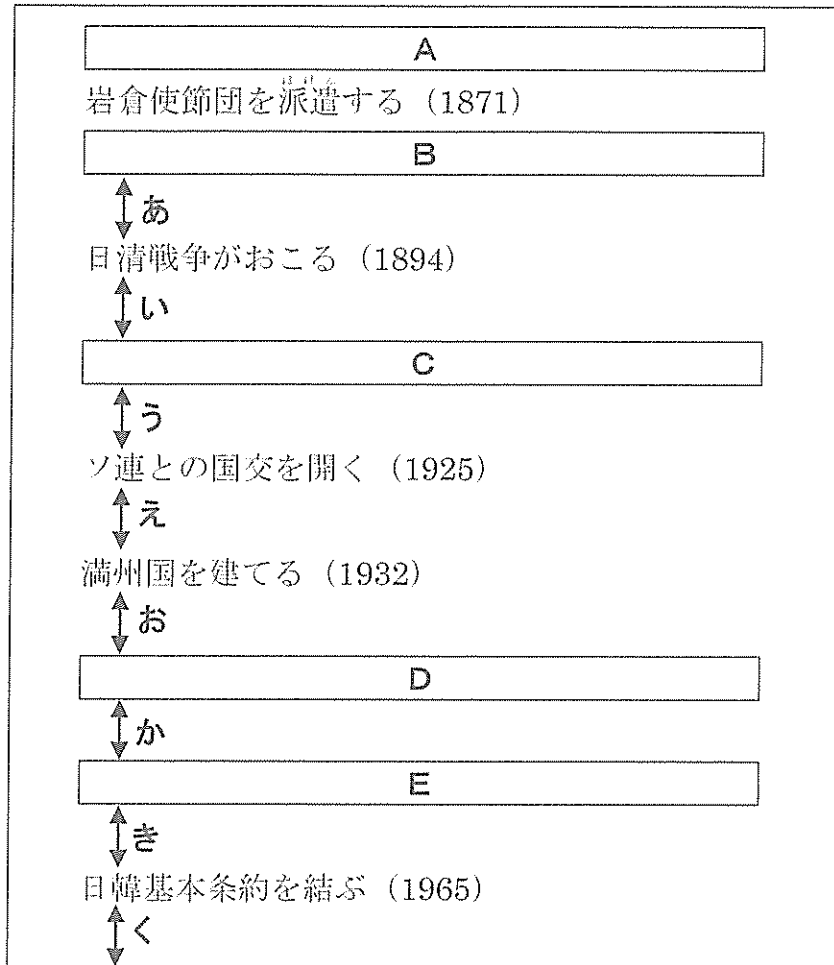 A
岩倉使節団を派遣する (1871)
B
あ
日清戦争がおこる (1894)
い
C
う
ソ連との国交を開く (1925)
え
満州国を建てる (1932)
お
D
か
E
き
日韓基本条約を結ぶ (1965)
く